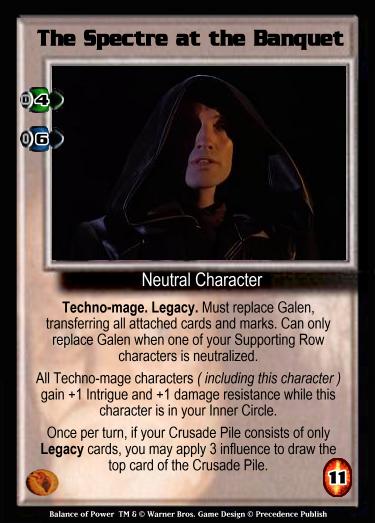 The Spectre at the Banquet
4
6
Neutral Character
Techno-mage. Legacy. Must replace Galen,
transferring all attached cards and marks. Can only
replace Galen when one of your Supporting Row
characters is neutralized.
All Techno-mage characters ( including this character )
gain +1 Intrigue and +1 damage resistance while this
character is in your Inner Circle.
Once per turn, if your Crusade Pile consists of only
Legacy cards, you may apply 3 influence to draw the
top card of the Crusade Pile.
11
Balance of Power TM & © Warner Bros. Game Design © Precedence Publish